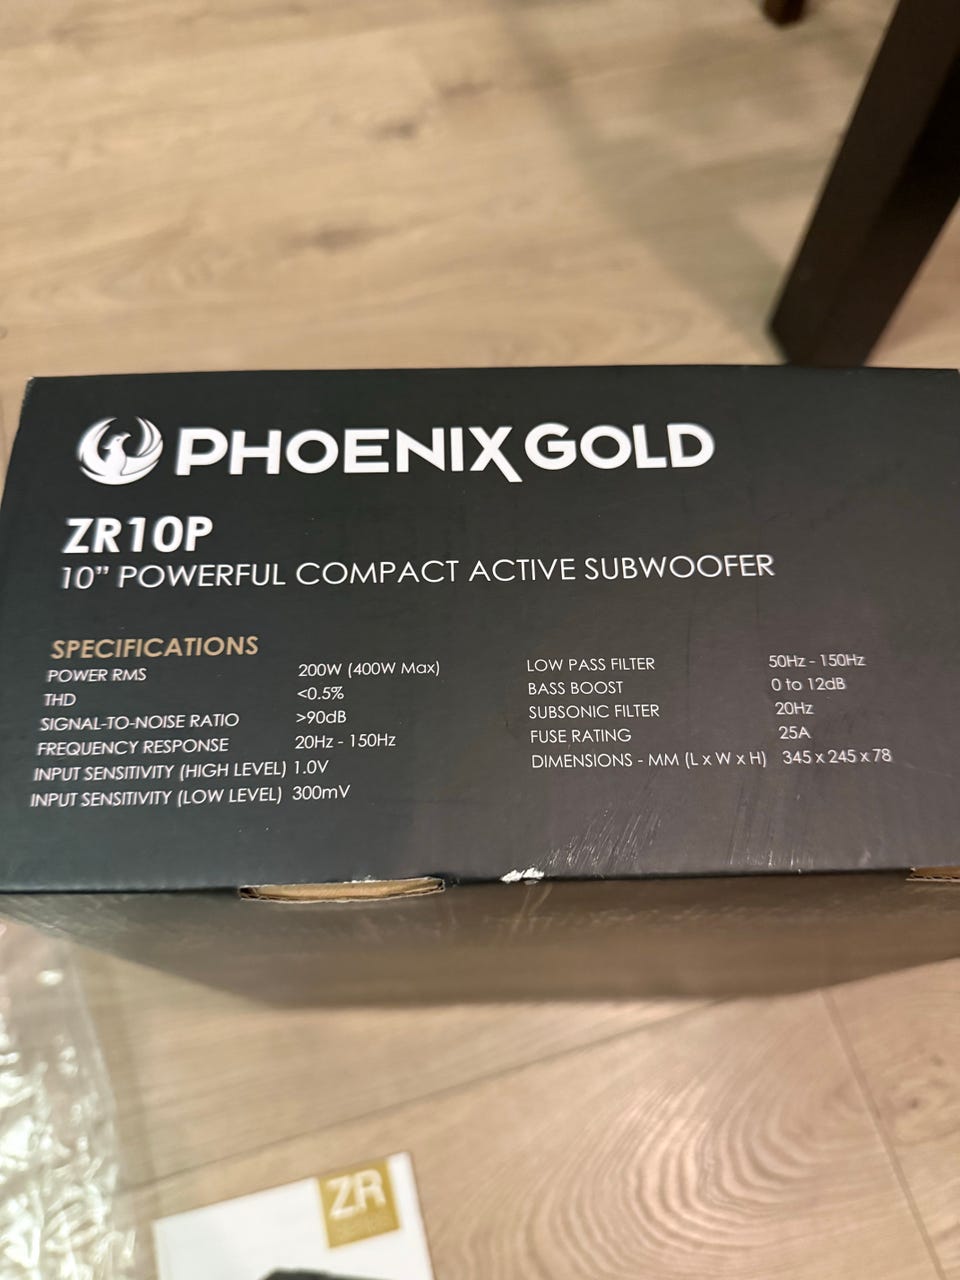 PHOENIX GOLD
ZR10P
10" POWERFUL COMPACT ACTIVE SUBWOOFER
SPECIFICATIONS
POWER RMS 200W (400W Max)
THD <0.5%
SIGNAL-TO-NOISE RATIO >90dB
FREQUENCY RESPONSE 20Hz - 150Hz
INPUT SENSITIVITY (HIGH LEVEL) 1.0V
INPUT SENSITIVITY (LOW LEVEL) 300mV
LOW PASS FILTER 50Hz - 150Hz
BASS BOOST 0 to 12dB
SUBSONIC FILTER 20Hz
FUSE RATING 25A
DIMENSIONS - MM (L x W x H) 345 x 245 x 78
ZR